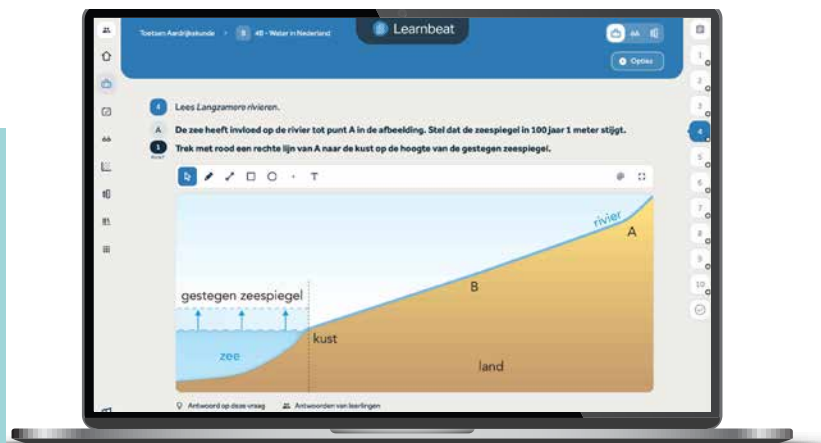 Learnbeat
Toetsen Aardrijkskunde > B 4B - Water in Nederland
Opties
4 Lees Langzamere rivieren.
A De zee heeft invloed op de rivier tot punt A in de afbeelding. Stel dat de zeespiegel in 100 jaar 1 meter stijgt.
1 Trek met rood een rechte lijn van A naar de kust op de hoogte van de gestegen zeespiegel.
T
rivier
A
B
gestegen zeespiegel
kust
zee
land
Antwoord op deze vraag Antwoorden van leerlingen
1
2
3
4
5
6
7
8
9
10